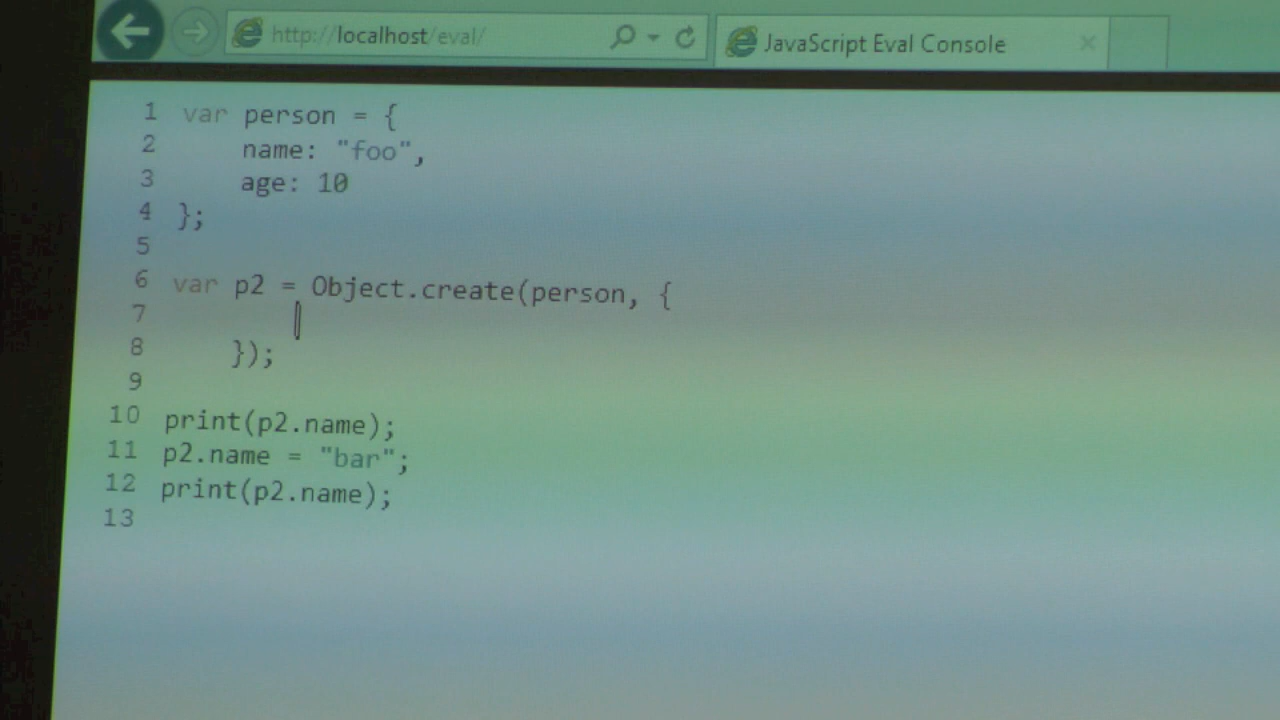 http://localhost/eval/
JavaScript Eval Console
1 var person = {
2     name: "foo",
3     age: 10
4 };
5
6 var p2 = Object.create(person, {
7
8     });
9
10 print(p2.name);
11 p2.name = "bar";
12 print(p2.name);
13